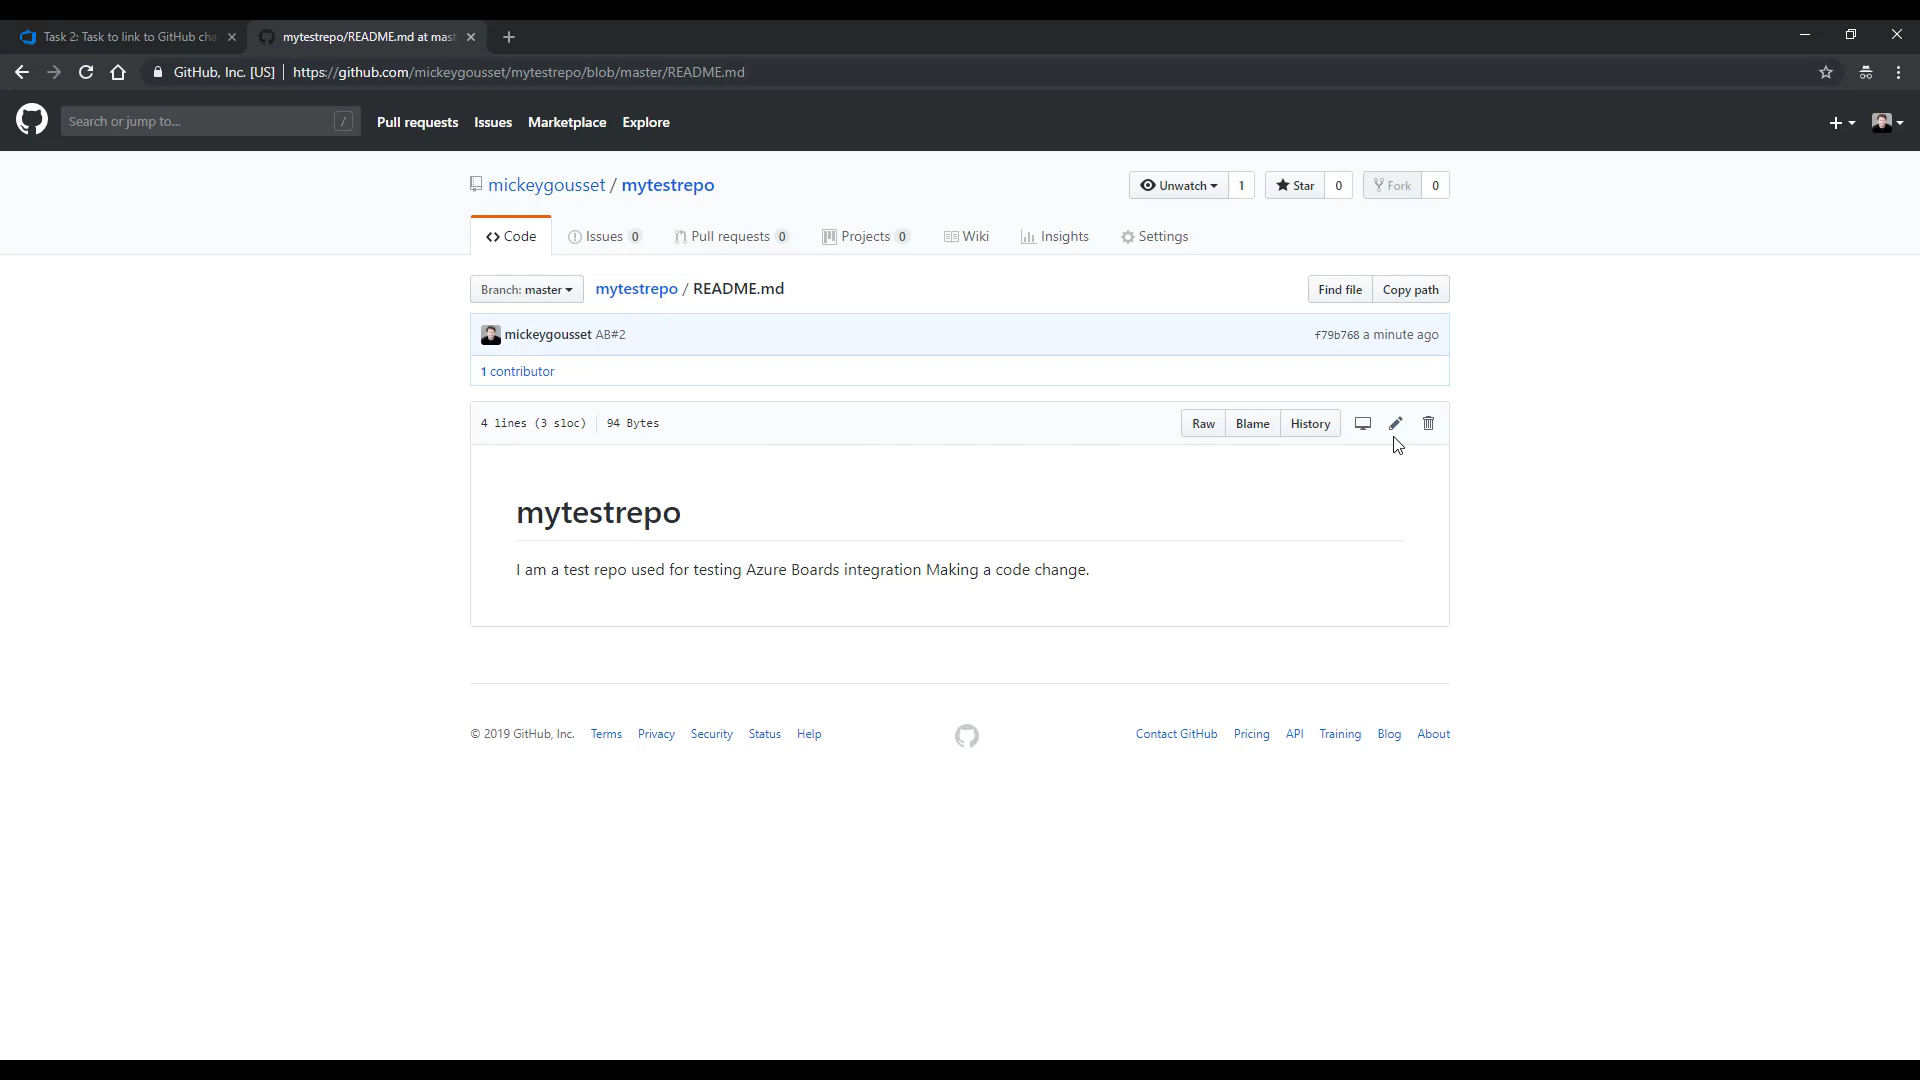 Task 2: Task to link to GitHub cha
mytestrepo/README.md at mast
GitHub, Inc. [US] https://github.com/mickeygousset/mytestrepo/blob/master/README.md
Search or jump to... / Pull requests Issues Marketplace Explore
mickeygousset / mytestrepo Unwatch 1 Star 0 Fork 0
Code Issues 0 Pull requests 0 Projects 0 Wiki Insights Settings
Branch: master mytestrepo / README.md Find file Copy path
mickeygousset AB#2 f79b768 a minute ago
1 contributor
4 lines (3 sloc) 94 Bytes Raw Blame History
mytestrepo
I am a test repo used for testing Azure Boards integration Making a code change.
© 2019 GitHub, Inc. Terms Privacy Security Status Help Contact GitHub Pricing API Training Blog About